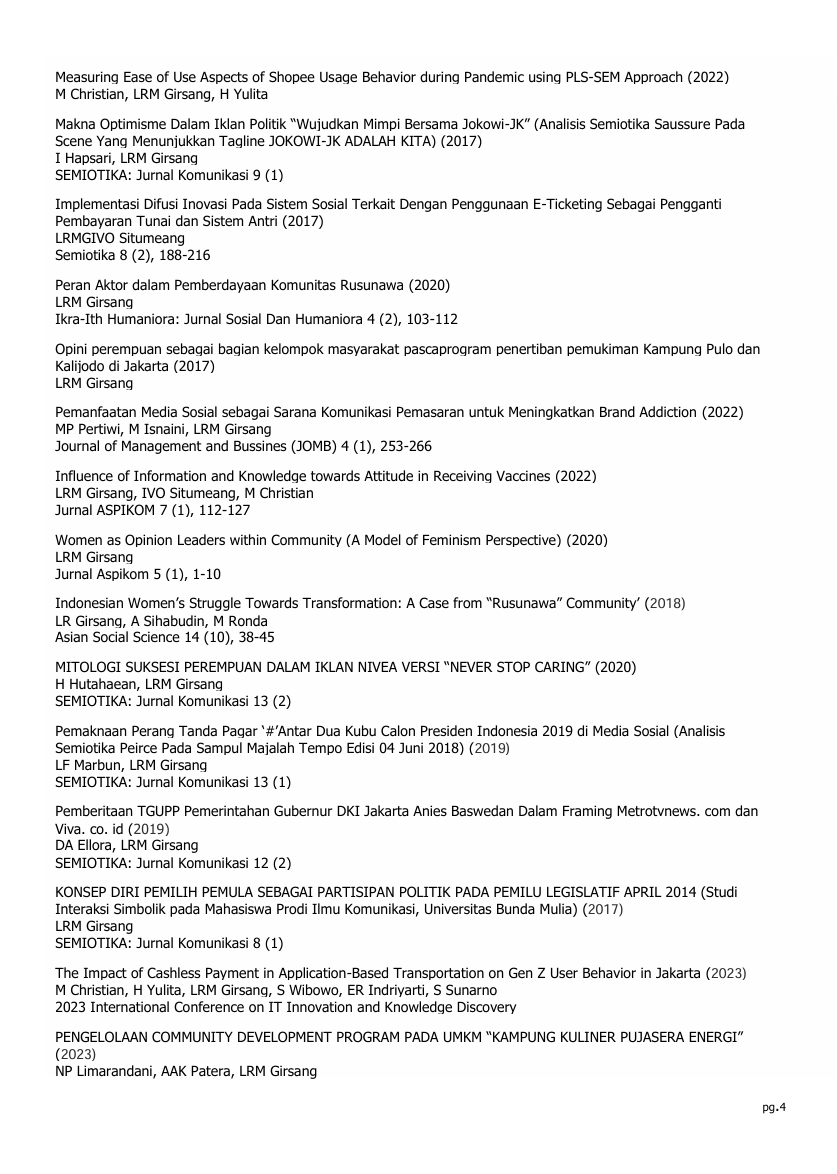 Measuring Ease of Use Aspects of Shopee Usage Behavior during Pandemic using PLS-SEM Approach (2022)
M Christian, LRM Girsang, H Yulita
Makna Optimisme Dalam Iklan Politik “Wujudkan Mimpi Bersama Jokowi-JK” (Analisis Semiotika Saussure Pada
Scene Yang Menunjukkan Tagline JOKOWI-JK ADALAH KITA) (2017)
I Hapsari, LRM Girsang
SEMIOTIKA: Jurnal Komunikasi 9 (1)
Implementasi Difusi Inovasi Pada Sistem Sosial Terkait Dengan Penggunaan E-Ticketing Sebagai Pengganti
Pembayaran Tunai dan Sistem Antri (2017)
LRMGIVO Situmeang
Semiotika 8 (2), 188-216
Peran Aktor dalam Pemberdayaan Komunitas Rusunawa (2020)
LRM Girsang
Ikra-Ith Humaniora: Jurnal Sosial Dan Humaniora 4 (2), 103-112
Opini perempuan sebagai bagian kelompok masyarakat pascaprogram penertiban pemukiman Kampung Pulo dan
Kalijodo di Jakarta (2017)
LRM Girsang
Pemanfaatan Media Sosial sebagai Sarana Komunikasi Pemasaran untuk Meningkatkan Brand Addiction (2022)
MP Pertiwi, M Isnaini, LRM Girsang
Journal of Management and Bussines (JOMB) 4 (1), 253-266
Influence of Information and Knowledge towards Attitude in Receiving Vaccines (2022)
LRM Girsang, IVO Situmeang, M Christian
Jurnal ASPIKOM 7 (1), 112-127
Women as Opinion Leaders within Community (A Model of Feminism Perspective) (2020)
LRM Girsang
Jurnal Aspikom 5 (1), 1-10
Indonesian Women’s Struggle Towards Transformation: A Case from “Rusunawa” Community’ (2018)
LR Girsang, A Sihabudin, M Ronda
Asian Social Science 14 (10), 38-45
MITOLOGI SUKSESI PEREMPUAN DALAM IKLAN NIVEA VERSI “NEVER STOP CARING” (2020)
H Hutahaean, LRM Girsang
SEMIOTIKA: Jurnal Komunikasi 13 (2)
Pemaknaan Perang Tanda Pagar ‘#’Antar Dua Kubu Calon Presiden Indonesia 2019 di Media Sosial (Analisis
Semiotika Peirce Pada Sampul Majalah Tempo Edisi 04 Juni 2018) (2019)
LF Marbun, LRM Girsang
SEMIOTIKA: Jurnal Komunikasi 13 (1)
Pemberitaan TGUPP Pemerintahan Gubernur DKI Jakarta Anies Baswedan Dalam Framing Metrotvnews. com dan
Viva. co. id (2019)
DA Ellora, LRM Girsang
SEMIOTIKA: Jurnal Komunikasi 12 (2)
KONSEP DIRI PEMILIH PEMULA SEBAGAI PARTISIPAN POLITIK PADA PEMILU LEGISLATIF APRIL 2014 (Studi
Interaksi Simbolik pada Mahasiswa Prodi Ilmu Komunikasi, Universitas Bunda Mulia) (2017)
LRM Girsang
SEMIOTIKA: Jurnal Komunikasi 8 (1)
The Impact of Cashless Payment in Application-Based Transportation on Gen Z User Behavior in Jakarta (2023)
M Christian, H Yulita, LRM Girsang, S Wibowo, ER Indriyarti, S Sunarno
2023 International Conference on IT Innovation and Knowledge Discovery
PENGELOLAAN COMMUNITY DEVELOPMENT PROGRAM PADA UMKM “KAMPUNG KULINER PUJASERA ENERGI”
(2023)
NP Limarandani, AAK Patera, LRM Girsang
pg.4